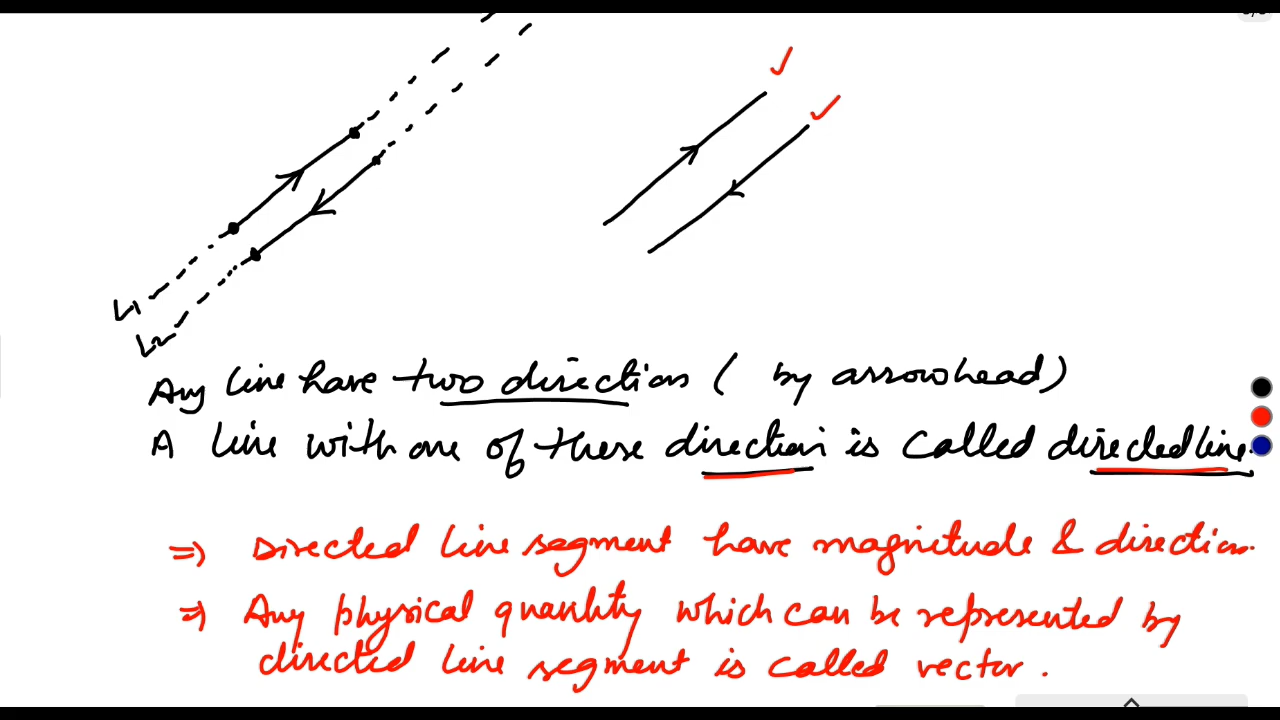 L1
L2
Any line have two direction ( by arrowhead)
A line with one of these direction is called directed line.
=> Directed line segment have magnitude & direction.
=> Any physical quantity which can be represented by
directed line segment is called vector.